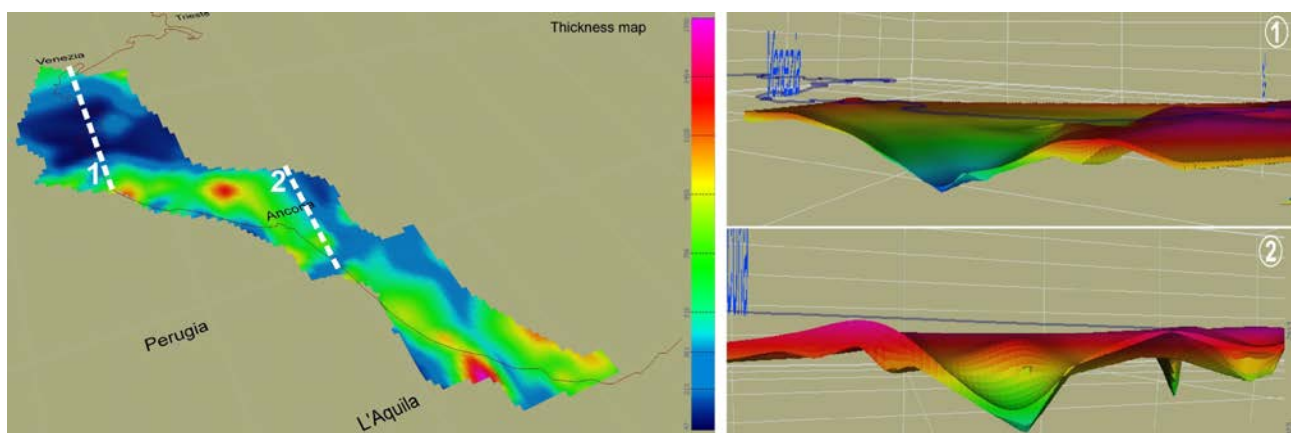 Trieste
Thickness map
Venezia
1
2
Ancona
Perugia
L'Aquila
1
2